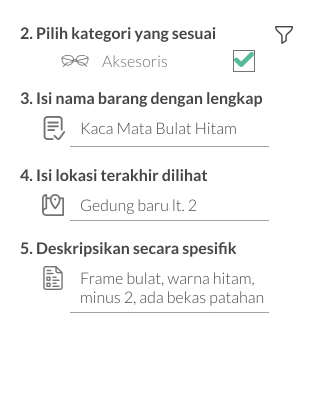 2. Pilih kategori yang sesuai
Aksesoris
3. Isi nama barang dengan lengkap
Kaca Mata Bulat Hitam
4. Isi lokasi terakhir dilihat
Gedung baru lt. 2
5. Deskripsikan secara spesifik
Frame bulat, warna hitam,
minus 2, ada bekas patahan